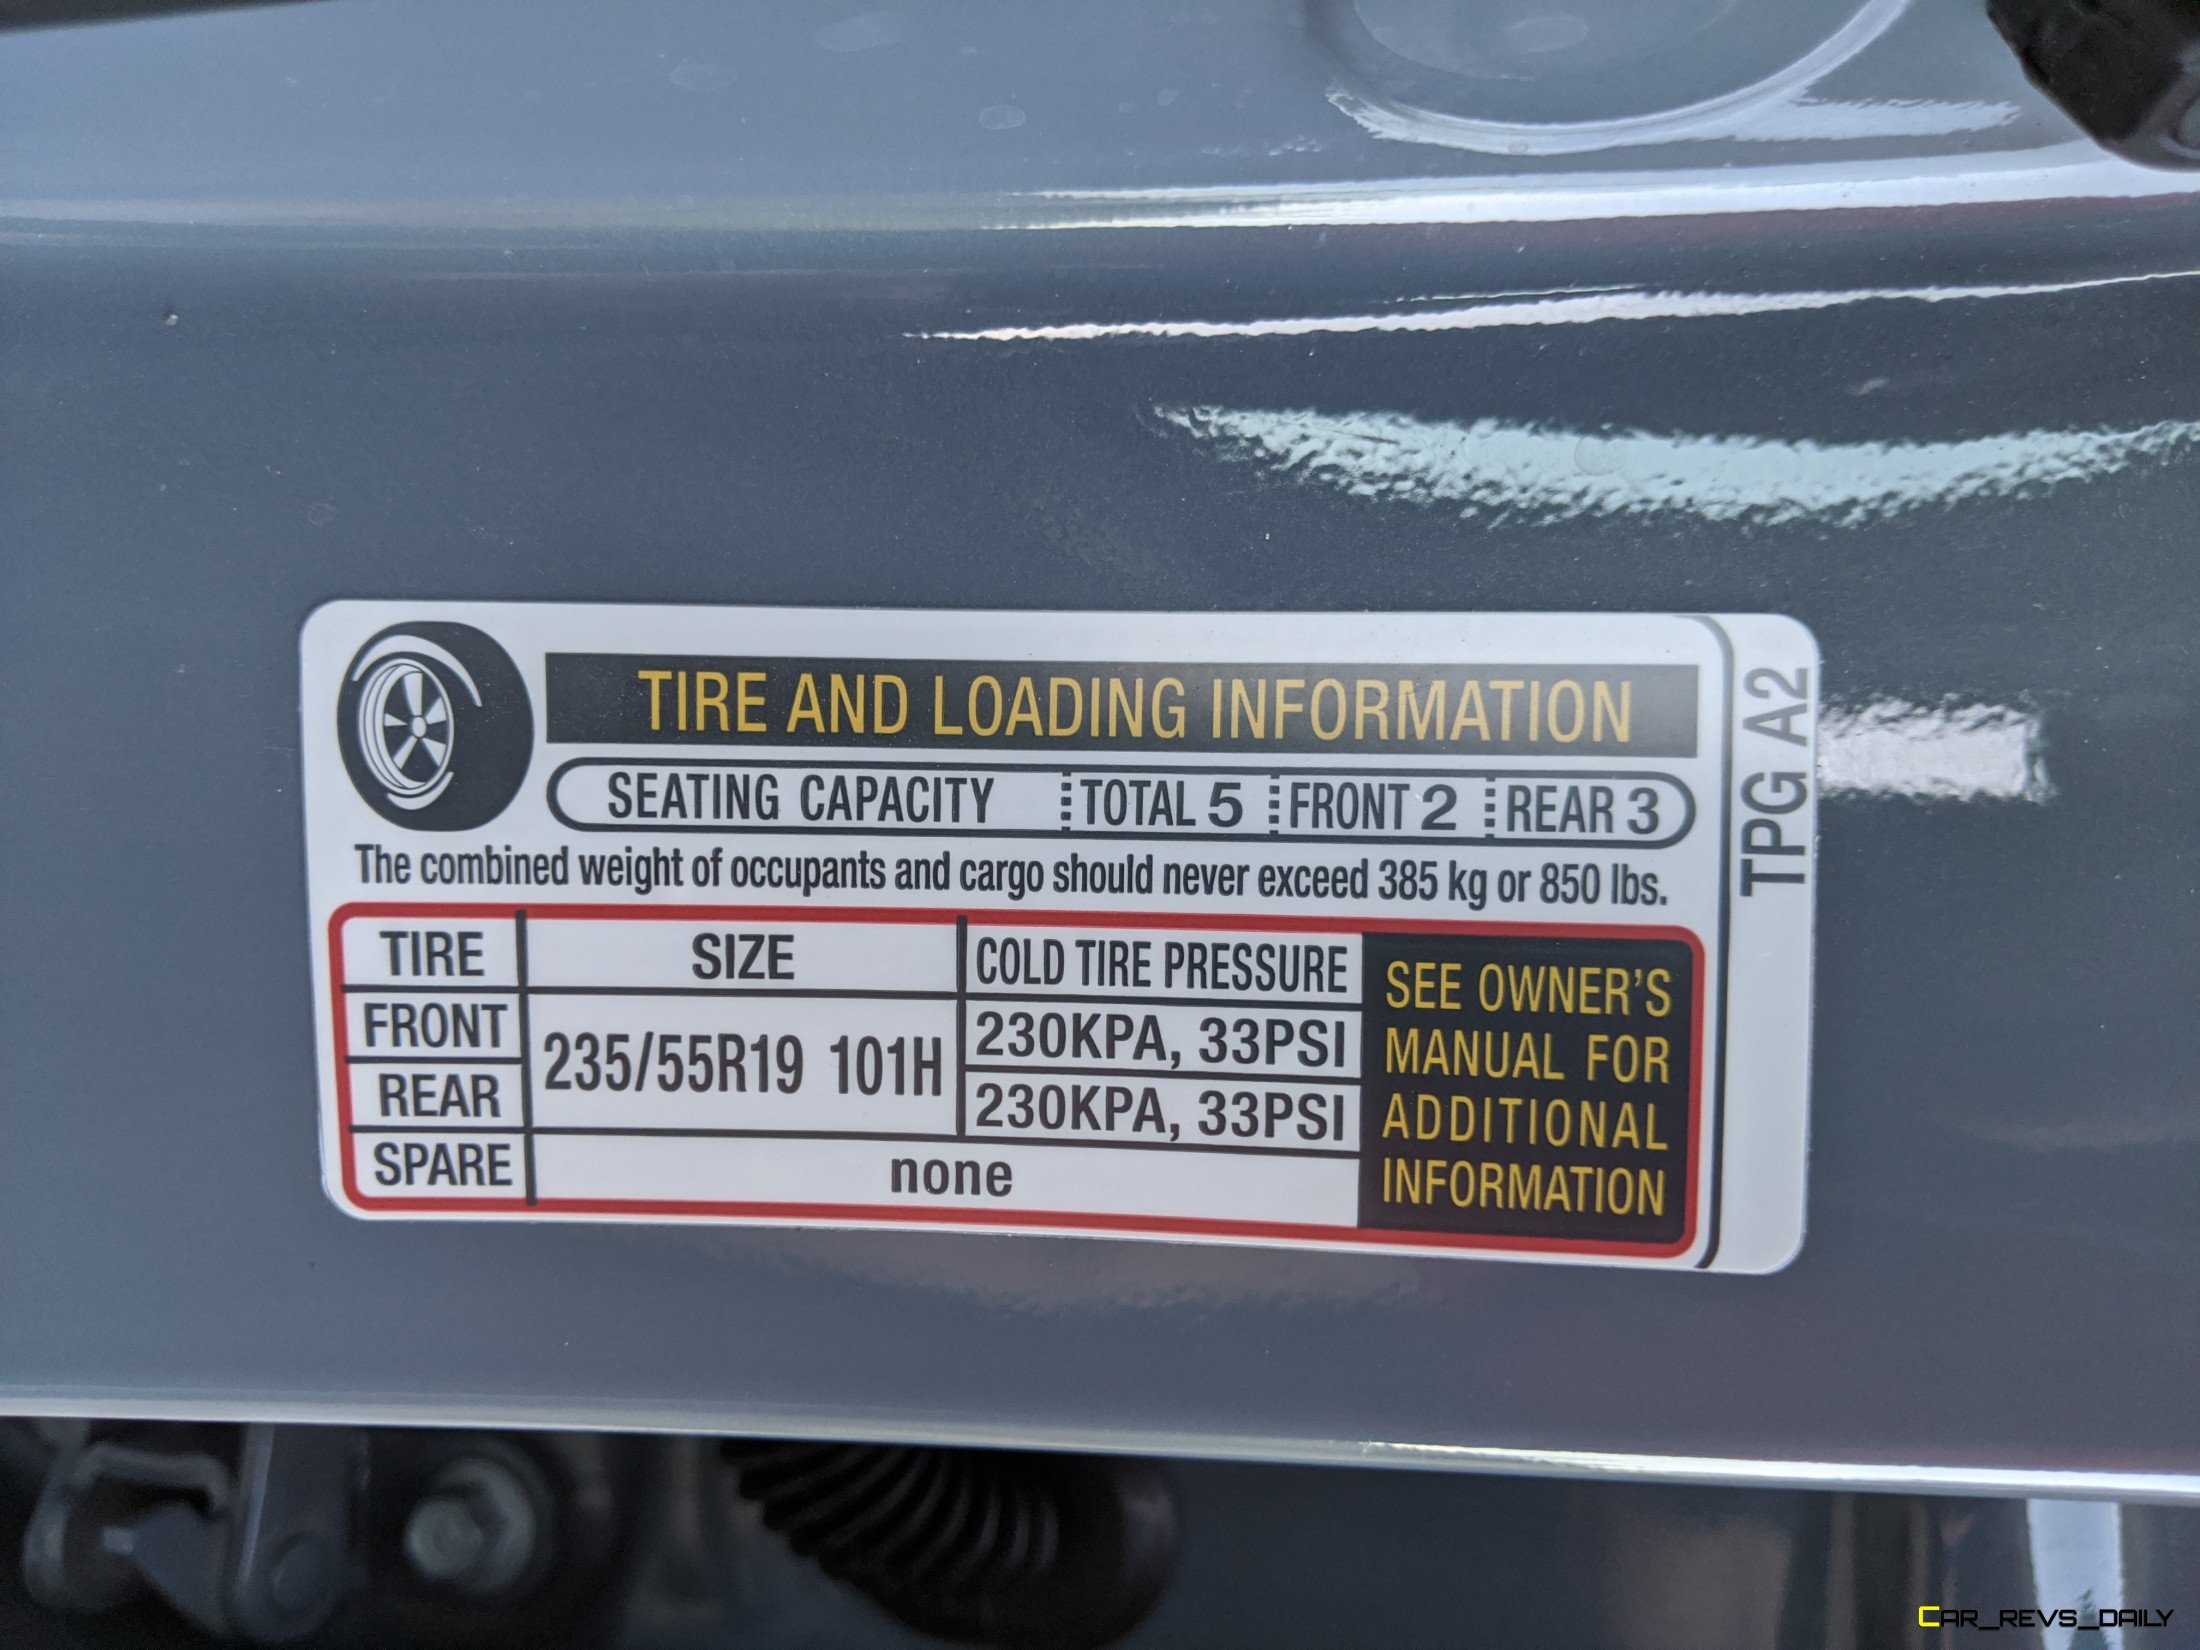 TIRE AND LOADING INFORMATION
SEATING CAPACITY TOTAL 5 FRONT 2 REAR 3
The combined weight of occupants and cargo should never exceed 385 kg or 850 lbs.
TIRE SIZE COLD TIRE PRESSURE
FRONT 235/55R19 101H 230KPA, 33PSI
REAR 230KPA, 33PSI
SPARE none
SEE OWNER'S
MANUAL FOR
ADDITIONAL
INFORMATION
TPG A2
CAR_REVS_DAILY